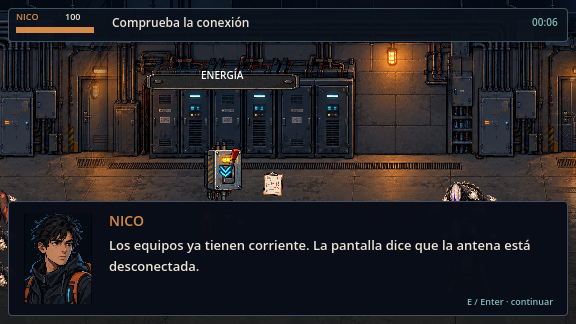 NICO 100 Comprueba la conexión 00:06
ENERGÍA
NICO
Los equipos ya tienen corriente. La pantalla dice que la antena está
desconectada.
E / Enter · continuar